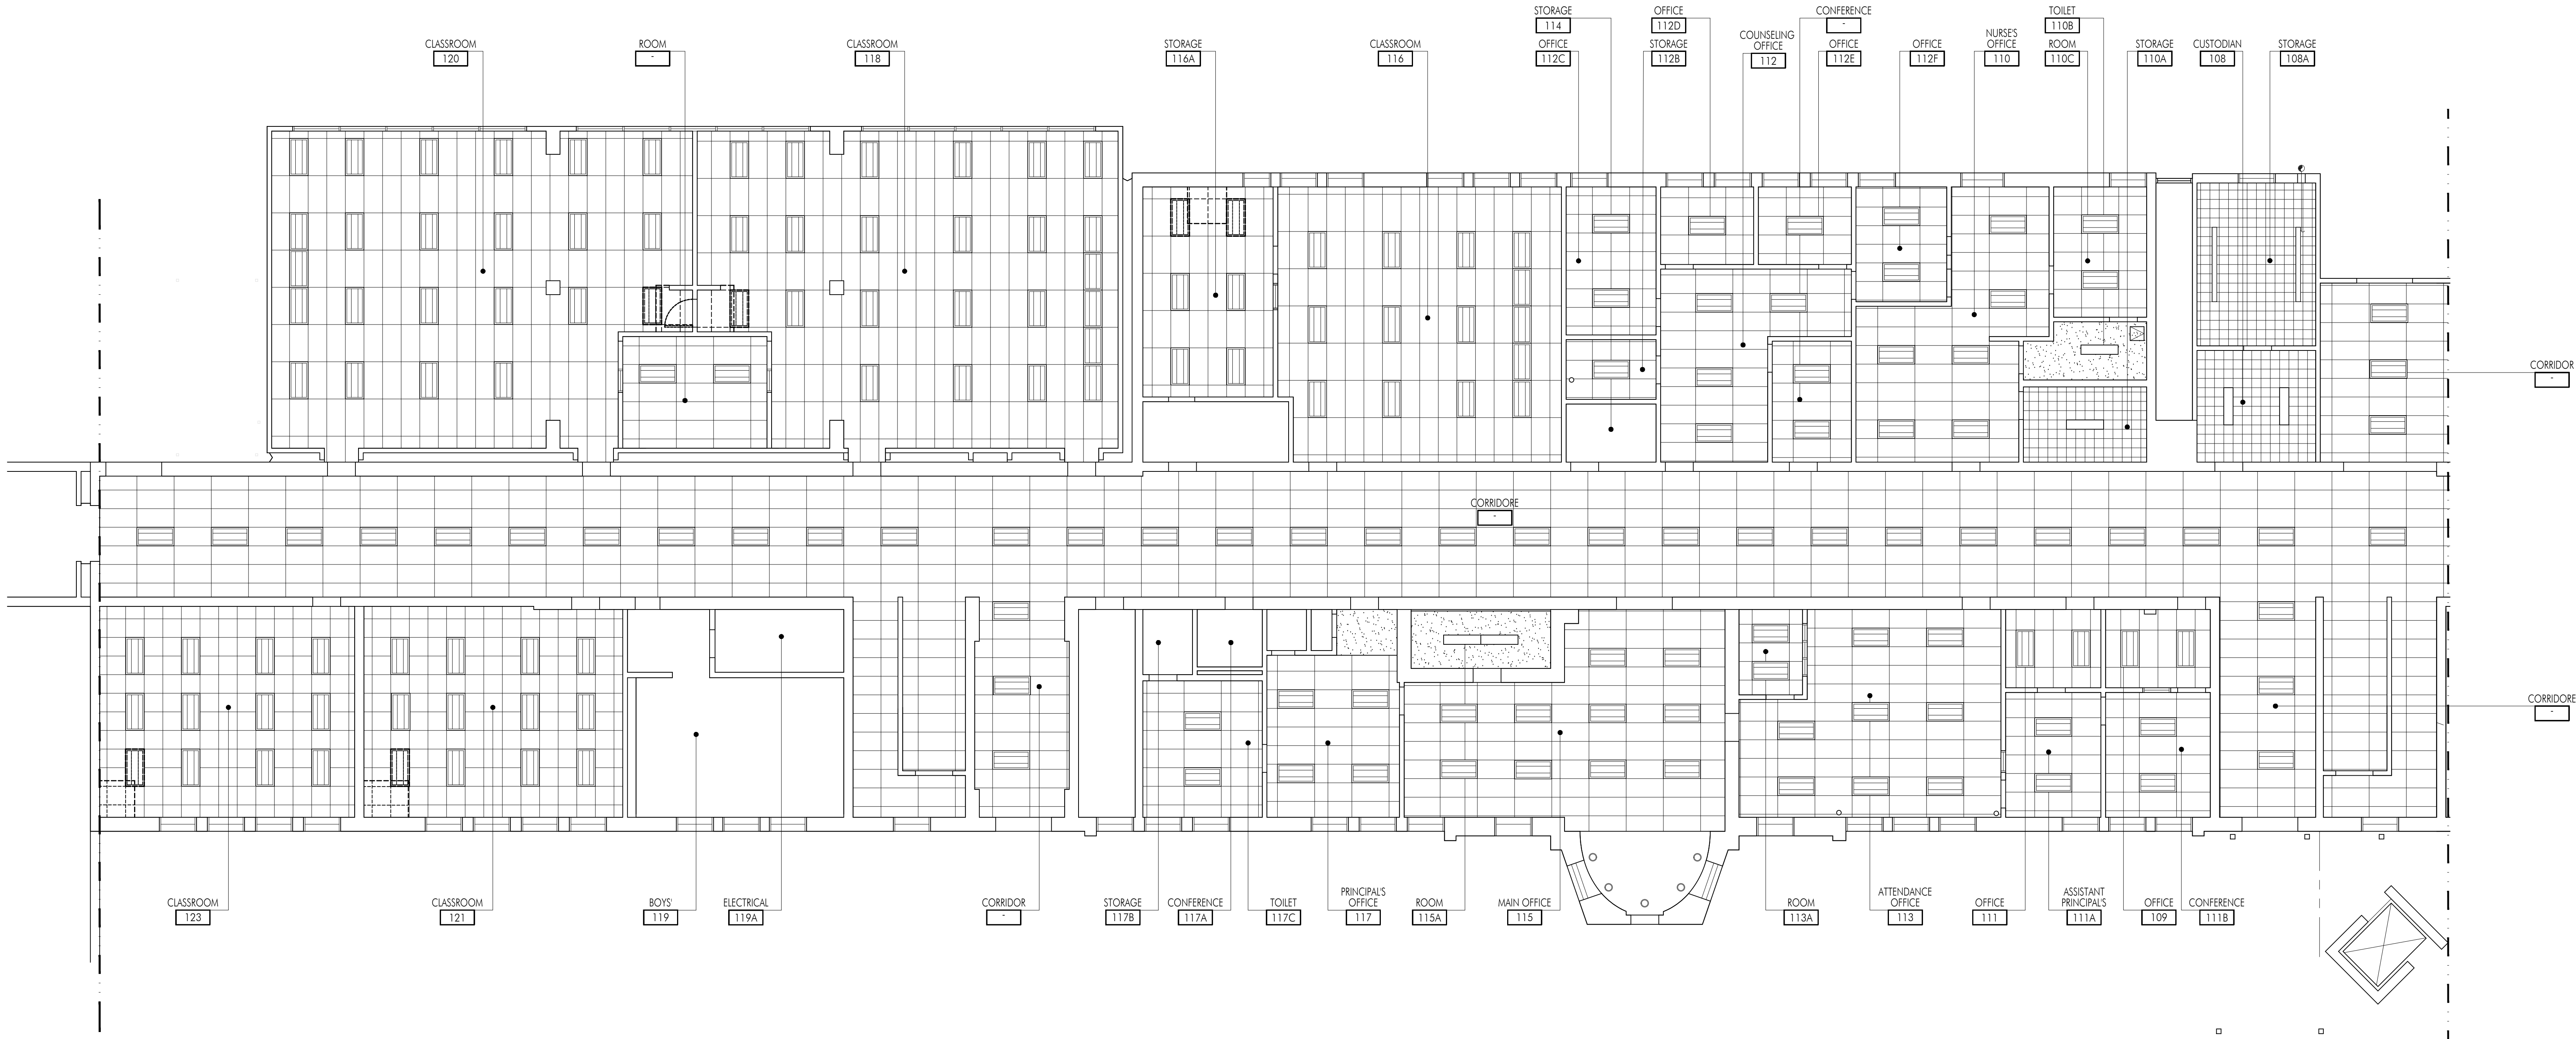 STORAGE
114
OFFICE
112D
CONFERENCE
-
TOILET
110B
CLASSROOM
120
ROOM
-
CLASSROOM
118
STORAGE
116A
CLASSROOM
116
OFFICE
112C
STORAGE
112B
COUNSELING
OFFICE
112
OFFICE
112E
OFFICE
112F
NURSE'S
OFFICE
110
ROOM
110C
STORAGE
110A
CUSTODIAN
108
STORAGE
108A
CORRIDOR
-
CORRIDORE
-
CORRIDORE
-
CLASSROOM
123
CLASSROOM
121
BOYS'
119
ELECTRICAL
119A
CORRIDOR
-
STORAGE
117B
CONFERENCE
117A
TOILET
117C
PRINCIPAL'S
OFFICE
117
ROOM
115A
MAIN OFFICE
115
ROOM
113A
ATTENDANCE
OFFICE
113
OFFICE
111
ASSISTANT
PRINCIPAL'S
111A
OFFICE
109
CONFERENCE
111B